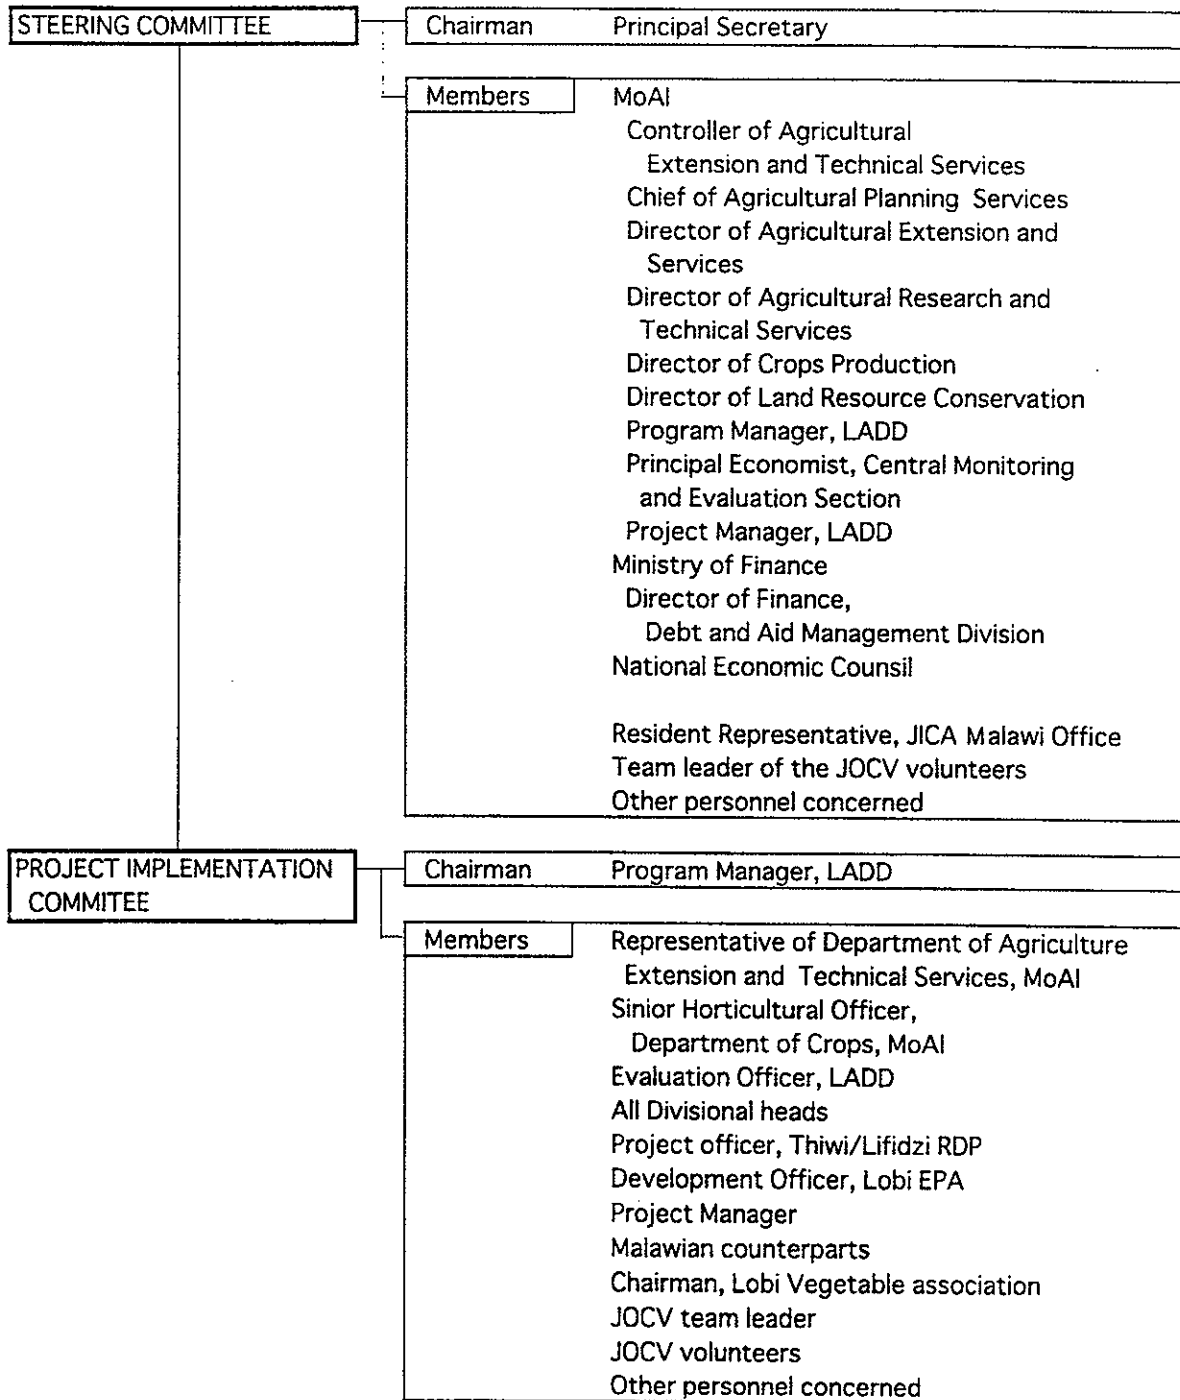 STEERING COMMITTEE
Chairman Principal Secretary
Members MoAI
Controller of Agricultural
Extension and Technical Services
Chief of Agricultural Planning Services
Director of Agricultural Extension and
Services
Director of Agricultural Research and
Technical Services
Director of Crops Production
Director of Land Resource Conservation
Program Manager, LADD
Principal Economist, Central Monitoring
and Evaluation Section
Project Manager, LADD
Ministry of Finance
Director of Finance,
Debt and Aid Management Division
National Economic Counsil
Resident Representative, JICA Malawi Office
Team leader of the JOCV volunteers
Other personnel concerned
PROJECT IMPLEMENTATION
COMMITEE
Chairman Program Manager, LADD
Members Representative of Department of Agriculture
Extension and Technical Services, MoAI
Sinior Horticultural Officer,
Department of Crops, MoAI
Evaluation Officer, LADD
All Divisional heads
Project officer, Thiwi/Lifidzi RDP
Development Officer, Lobi EPA
Project Manager
Malawian counterparts
Chairman, Lobi Vegetable association
JOCV team leader
JOCV volunteers
Other personnel concerned